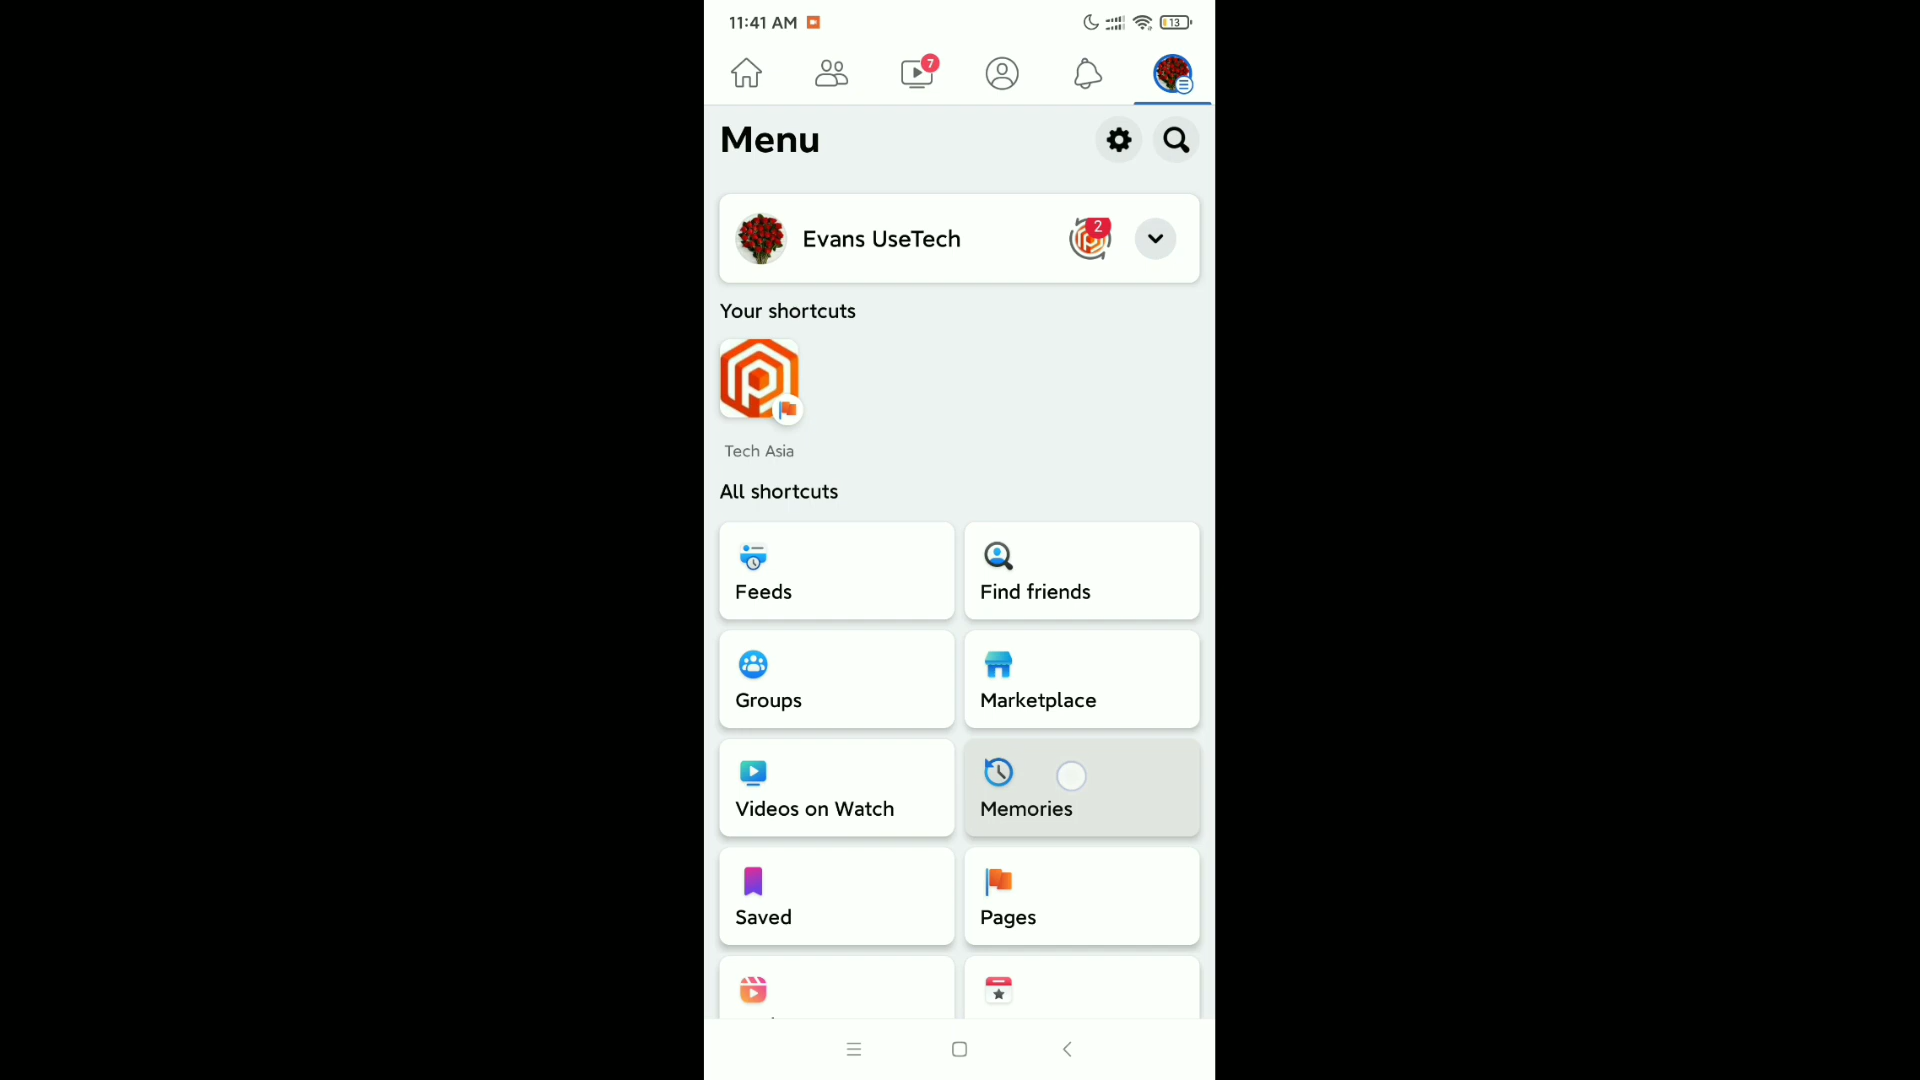 11:41 AM
13
7
Menu
Evans UseTech
2
Your shortcuts
Tech Asia
All shortcuts
Feeds
Find friends
Groups
Marketplace
Videos on Watch
Memories
Saved
Pages